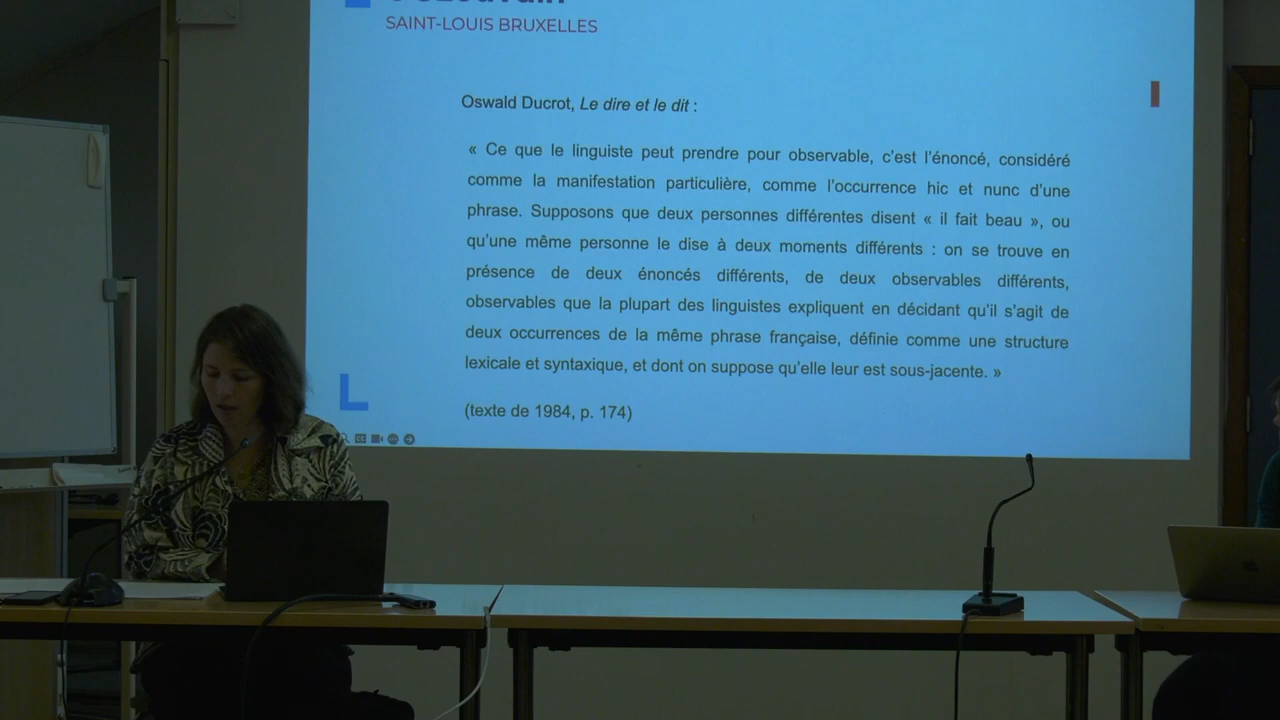 SAINT-LOUIS BRUXELLES
Oswald Ducrot, Le dire et le dit :
« Ce que le linguiste peut prendre pour observable, c'est l'énoncé, considéré
comme la manifestation particulière, comme l'occurrence hic et nunc d'une
phrase. Supposons que deux personnes différentes disent « il fait beau », ou
qu'une même personne le dise à deux moments différents : on se trouve en
présence de deux énoncés différents, de deux observables différents,
observables que la plupart des linguistes expliquent en décidant qu'il s'agit de
deux occurrences de la même phrase française, définie comme une structure
lexicale et syntaxique, et dont on suppose qu'elle leur est sous-jacente. »
(texte de 1984, p. 174)